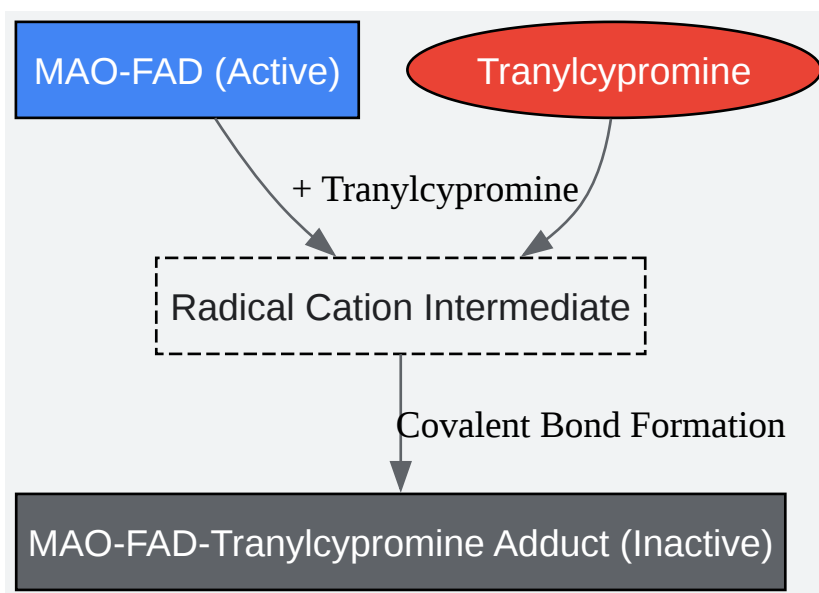 MAO-FAD (Active)
Tranylcypromine
+ Tranylcypromine
Radical Cation Intermediate
Covalent Bond Formation
MAO-FAD-Tranylcypromine Adduct (Inactive)